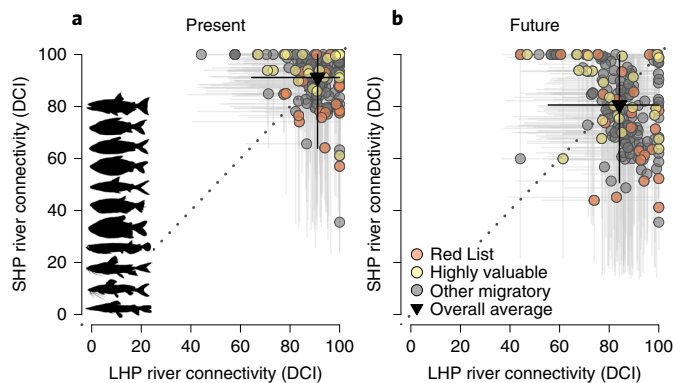 a
Present
SHP river connectivity (DCI)
100
80
60
40
20
0
0 20 40 60 80 100
LHP river connectivity (DCI)
b
Future
SHP river connectivity (DCI)
100
80
60
40
20
0
Red List
Highly valuable
Other migratory
Overall average
0 20 40 60 80 100
LHP river connectivity (DCI)